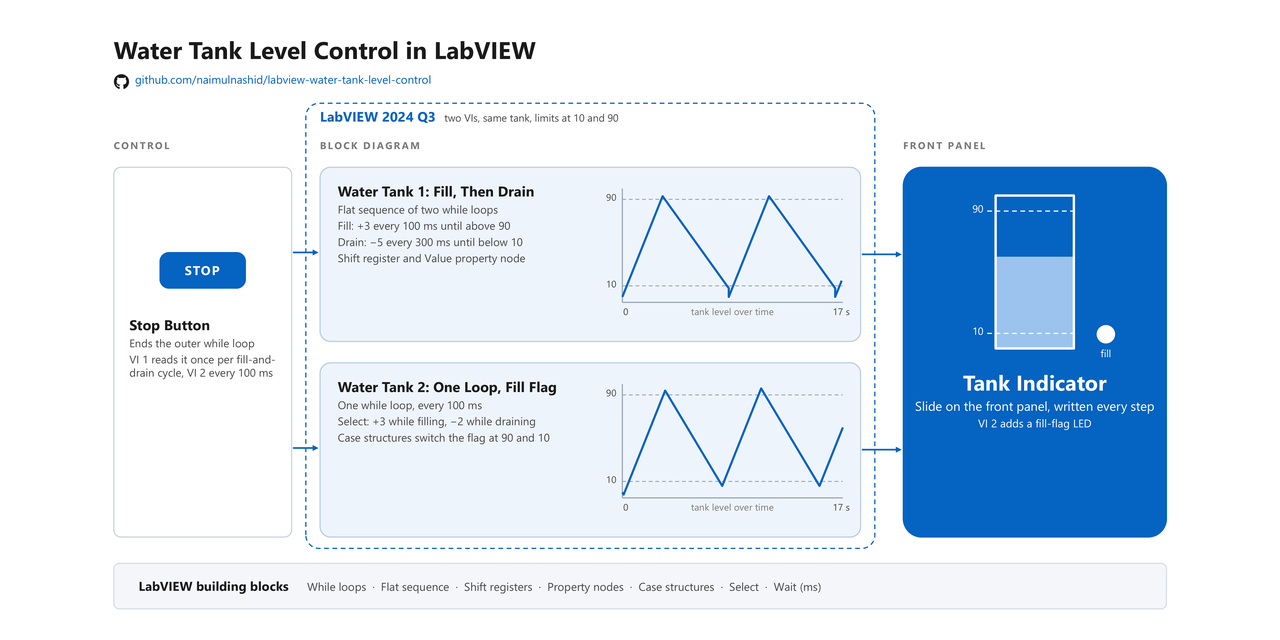 Water Tank Level Control in LabVIEW
github.com/naimulnashid/labview-water-tank-level-control
LabVIEW 2024 Q3 two VIs, same tank, limits at 10 and 90
CONTROL
BLOCK DIAGRAM
FRONT PANEL
STOP
Stop Button
Ends the outer while loop
VI 1 reads it once per fill-and-
drain cycle, VI 2 every 100 ms
Water Tank 1: Fill, Then Drain
Flat sequence of two while loops
Fill: +3 every 100 ms until above 90
Drain: −5 every 300 ms until below 10
Shift register and Value property node
90
10
0 tank level over time 17 s
Water Tank 2: One Loop, Fill Flag
One while loop, every 100 ms
Select: +3 while filling, −2 while draining
Case structures switch the flag at 90 and 10
90
10
0 tank level over time 17 s
90
10
fill
Tank Indicator
Slide on the front panel, written every step
VI 2 adds a fill-flag LED
LabVIEW building blocks While loops · Flat sequence · Shift registers · Property nodes · Case structures · Select · Wait (ms)